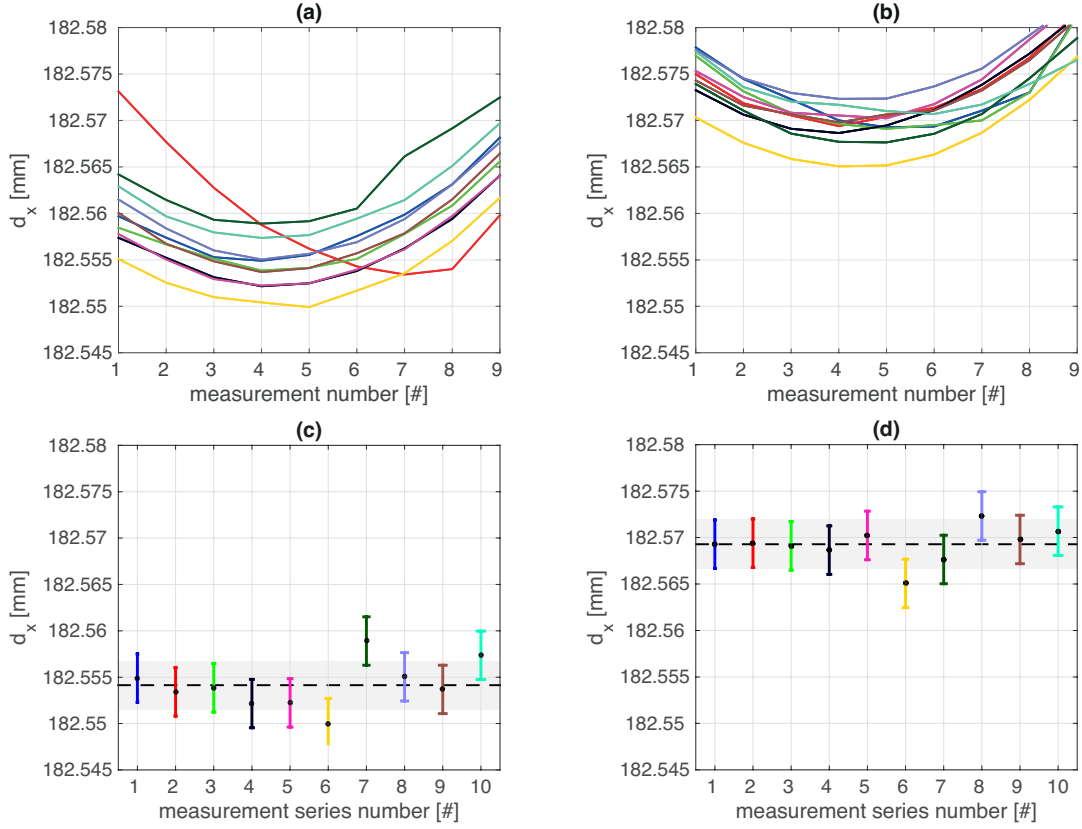 (a)
182.58
182.575
182.57
182.565
182.56
182.555
182.55
182.545
d_x [mm]
1 2 3 4 5 6 7 8 9
measurement number [#]
(b)
182.58
182.575
182.57
182.565
182.56
182.555
182.55
182.545
d_x [mm]
1 2 3 4 5 6 7 8 9
measurement number [#]
(c)
182.58
182.575
182.57
182.565
182.56
182.555
182.55
182.545
d_x [mm]
1 2 3 4 5 6 7 8 9 10
measurement series number [#]
(d)
182.58
182.575
182.57
182.565
182.56
182.555
182.55
182.545
d_x [mm]
1 2 3 4 5 6 7 8 9 10
measurement series number [#]